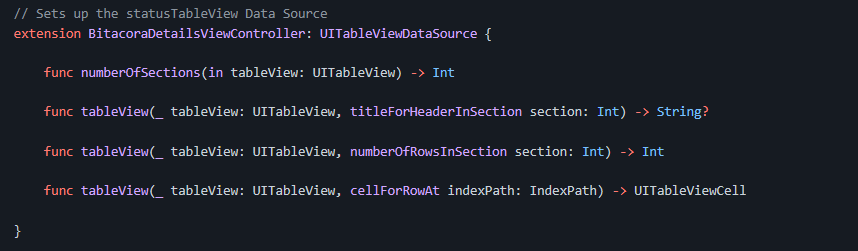 // Sets up the statusTableView Data Source
extension BitacoraDetailsViewController: UITableViewDataSource {
func numberOfSections(in tableView: UITableView) -> Int
func tableView(_ tableView: UITableView, titleForHeaderInSection section: Int) -> String?
func tableView(_ tableView: UITableView, numberOfRowsInSection section: Int) -> Int
func tableView(_ tableView: UITableView, cellForRowAt indexPath: IndexPath) -> UITableViewCell
}